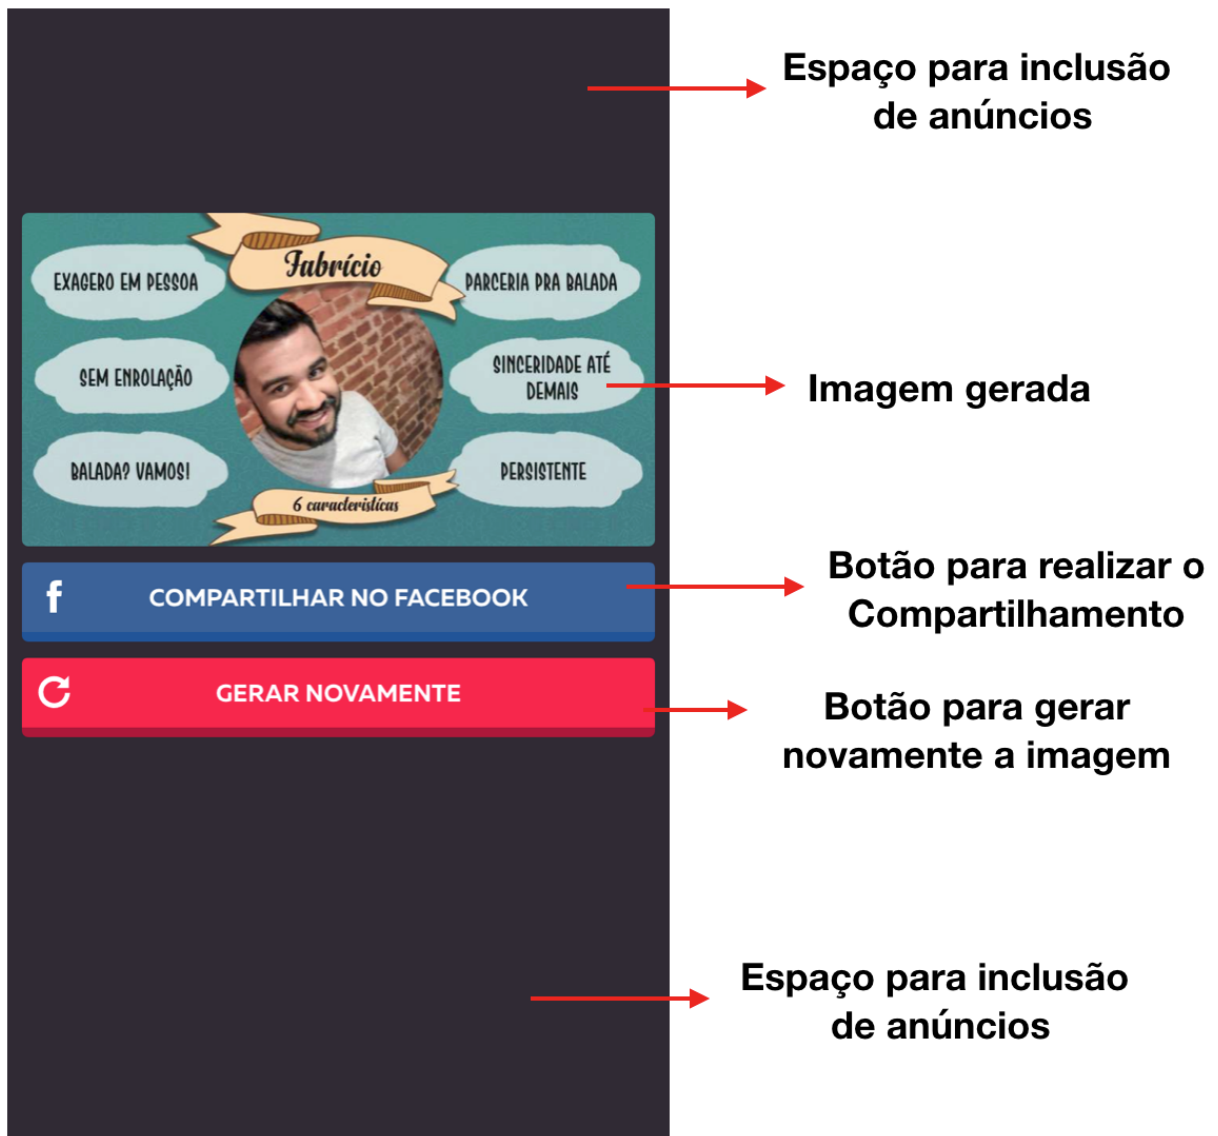 Espaço para inclusão
de anúncios
Fabrício
EXAGERO EM PESSOA
PARCERIA PRA BALADA
SEM ENROLAÇÃO
SINCERIDADE ATÉ
DEMAIS
Imagem gerada
BALADA? VAMOS!
PERSISTENTE
6 características
f COMPARTILHAR NO FACEBOOK
Botão para realizar o
Compartilhamento
GERAR NOVAMENTE
Botão para gerar
novamente a imagem
Espaço para inclusão
de anúncios